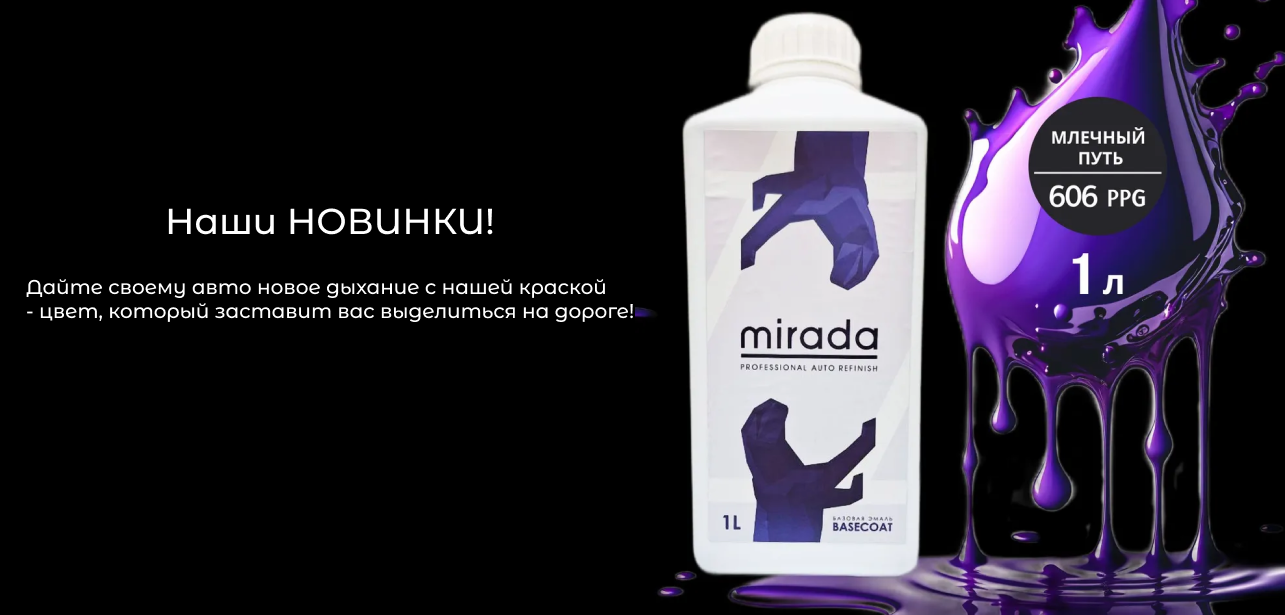 Наши НОВИНКИ!
Дайте своему авто новое дыхание с нашей краской
- цвет, который заставит вас выделиться на дороге!
mirada
PROFESSIONAL AUTO REFINISH
1L
БАЗОВАЯ ЭМАЛЬ
BASECOAT
МЛЕЧНЫЙ
ПУТЬ
606 PPG
1 л